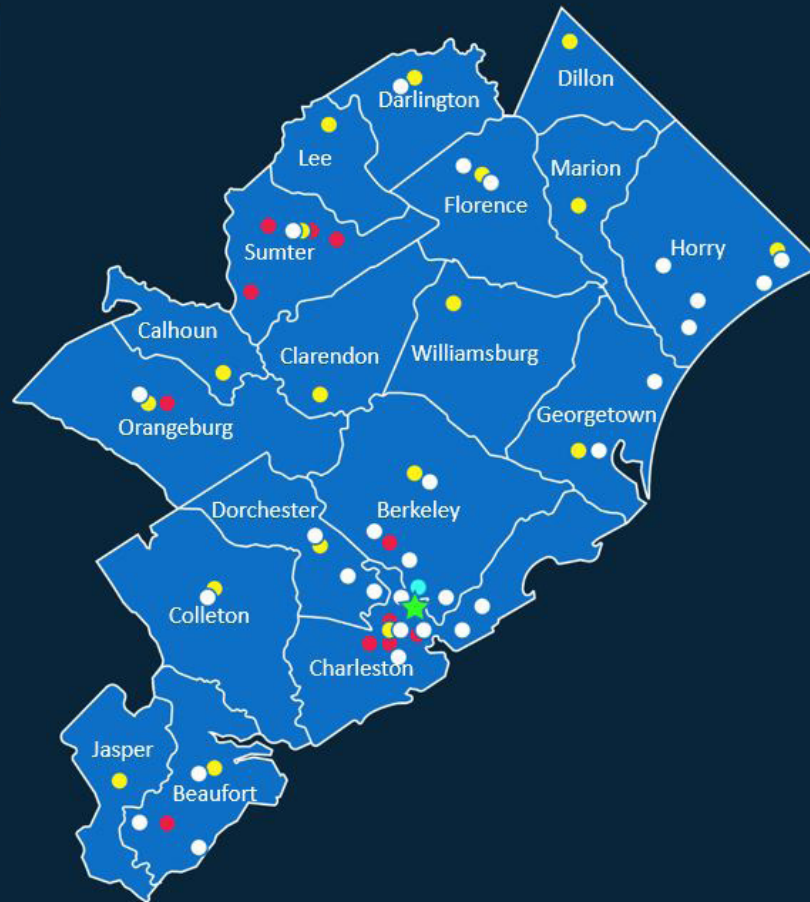 Dillon
Darlington
Lee
Marion
Florence
Horry
Sumter
Calhoun
Clarendon
Williamsburg
Georgetown
Orangeburg
Dorchester
Berkeley
Colleton
Charleston
Jasper
Beaufort